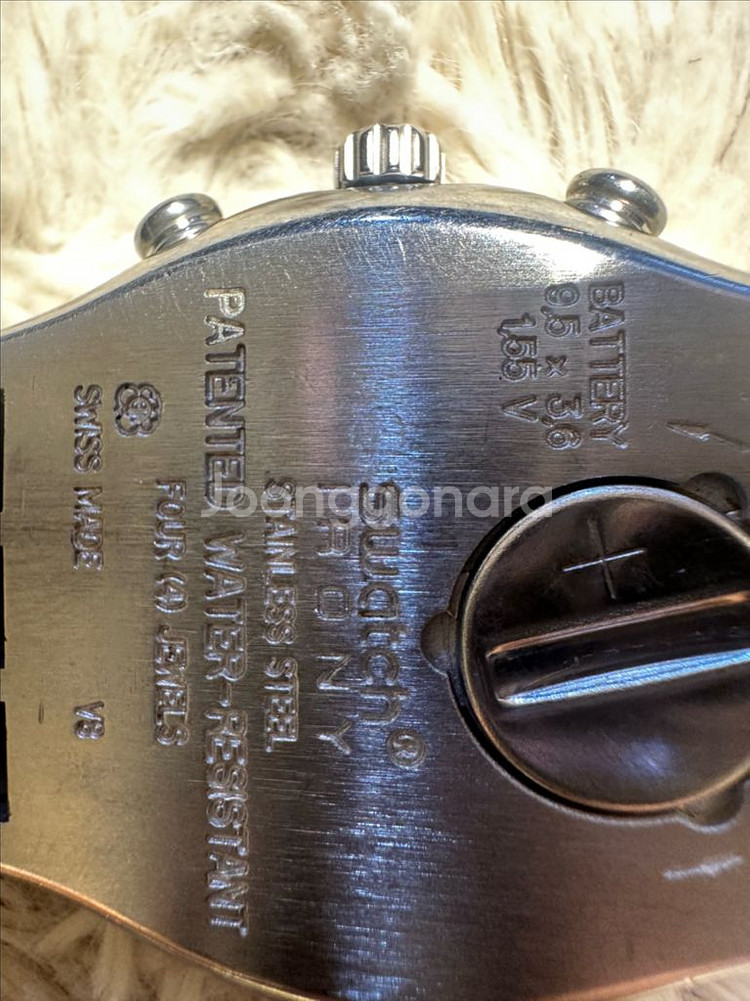 BATTERY
9,5 x 3,6
1,55 V
+
swatch®
IRONY
STAINLESS STEEL
PATENTED WATER-RESISTANT
FOUR (4) JEWELS
SWISS MADE V8
Joongguonara